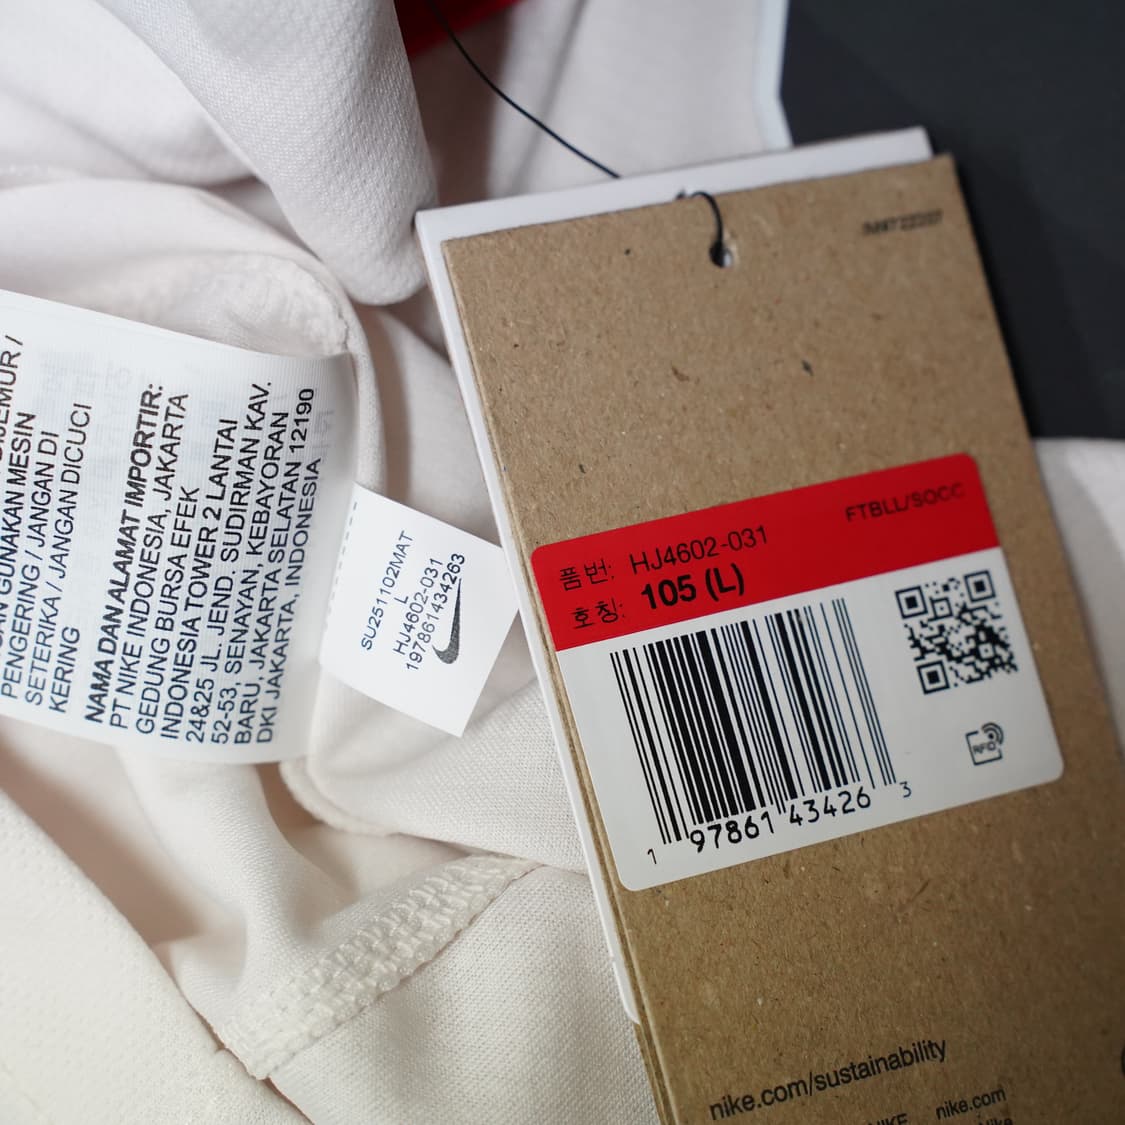 DIJEMUR /
GUNAKAN MESIN
PENGERING / JANGAN DI
SETERIKA / JANGAN DICUCI
KERING
NAMA DAN ALAMAT IMPORTIR:
PT NIKE INDONESIA, JAKARTA
GEDUNG BURSA EFEK
INDONESIA TOWER 2 LANTAI
24&25 JL. JEND. SUDIRMAN KAV.
52-53, SENAYAN, KEBAYORAN
BARU, JAKARTA SELATAN 12190
DKI JAKARTA, INDONESIA
SU251102MAT
L
HJ4602-031
197861434263
FTBLL/SOCC
품번: HJ4602-031
호칭: 105 (L)
RFID
1 97861 43426 3
nike.com/sustainability
NIKE nike.com